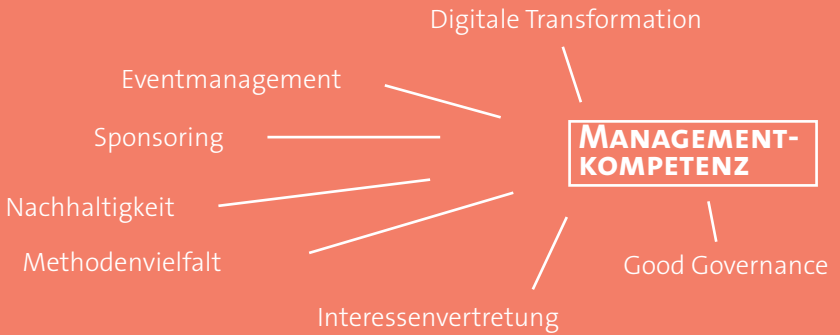 Digitale Transformation
Eventmanagement
Sponsoring
MANAGEMENT-
KOMPETENZ
Nachhaltigkeit
Methodenvielfalt
Good Governance
Interessenvertretung